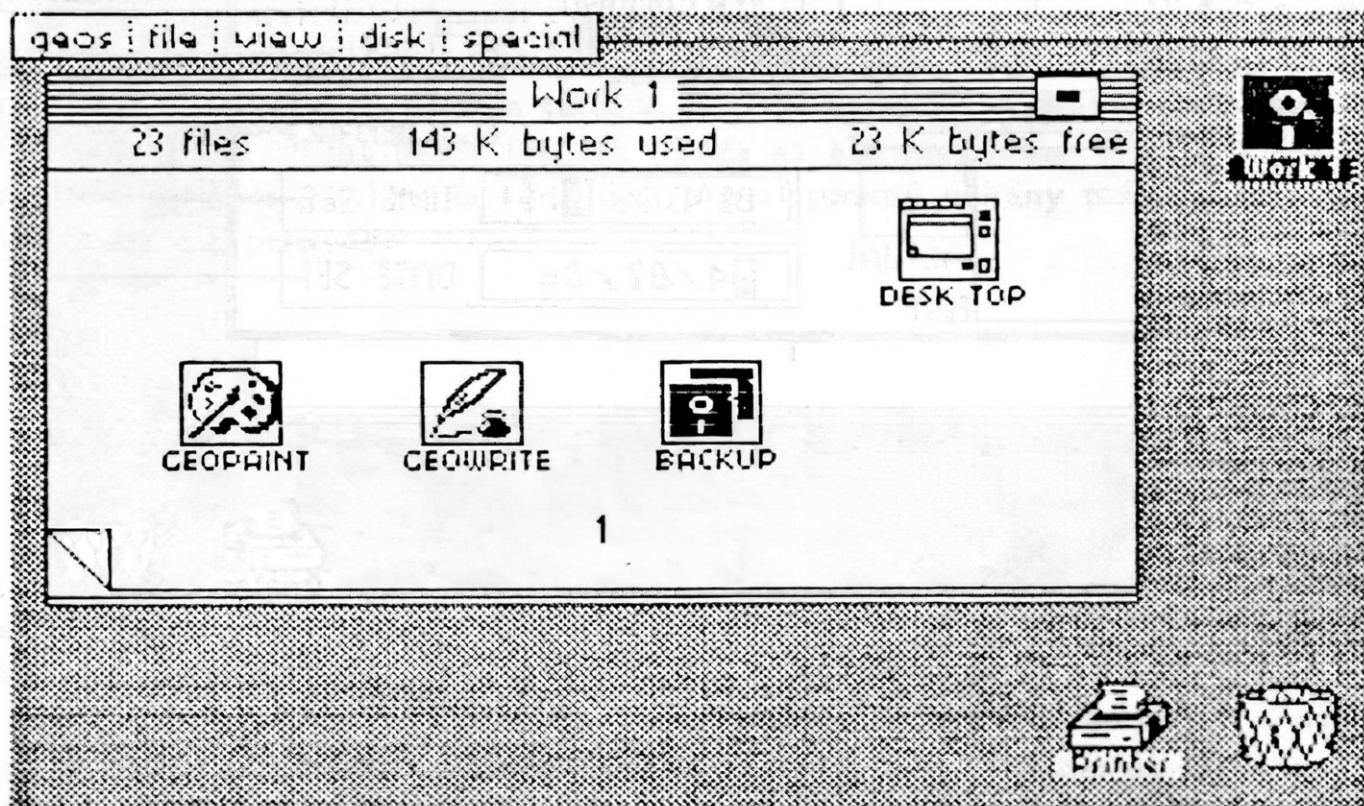 geos file view disk special
Work 1
23 files 143 K bytes used 23 K bytes free
Work 1
DESK TOP
GEOPAINT GEOWRITE BACKUP
1
Printer